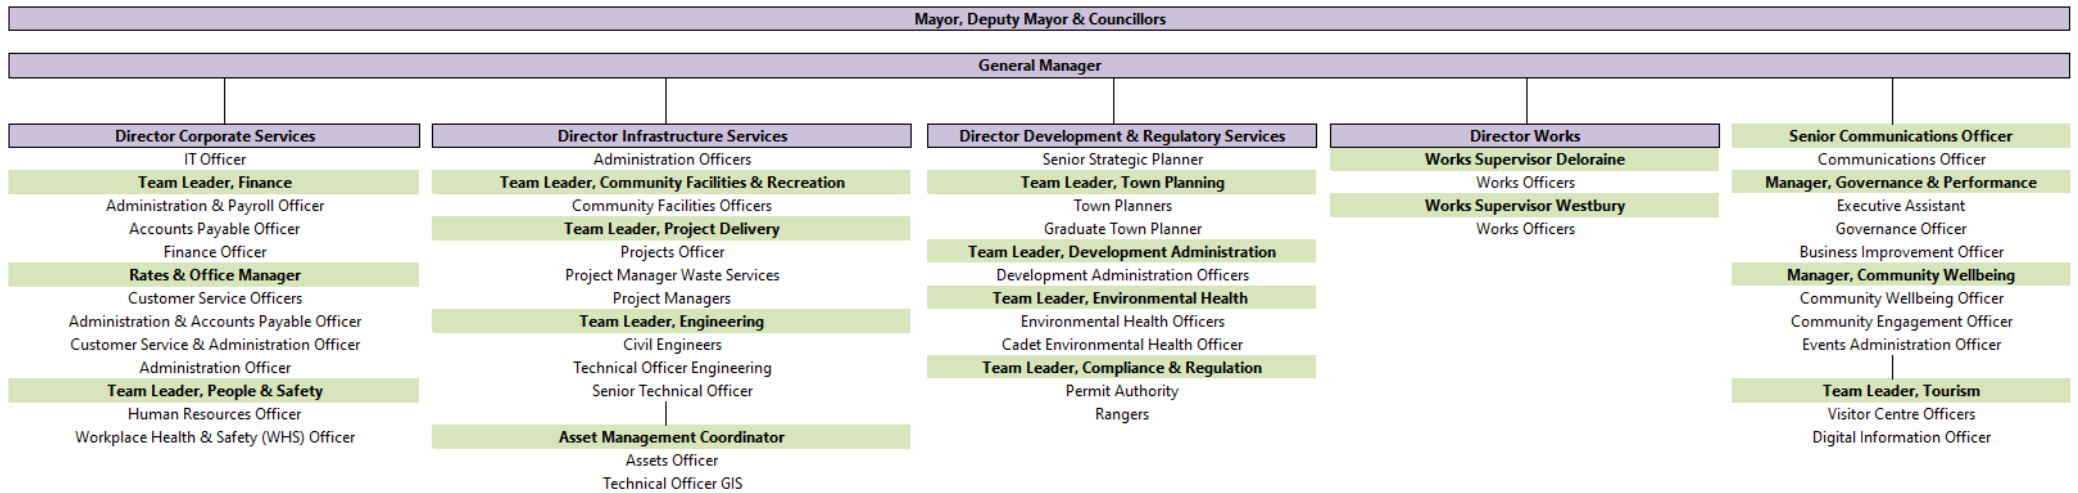 Mayor, Deputy Mayor & Councillors
General Manager
Director Corporate Services
IT Officer
Team Leader, Finance
Administration & Payroll Officer
Accounts Payable Officer
Finance Officer
Rates & Office Manager
Customer Service Officers
Administration & Accounts Payable Officer
Customer Service & Administration Officer
Administration Officer
Team Leader, People & Safety
Human Resources Officer
Workplace Health & Safety (WHS) Officer
Director Infrastructure Services
Administration Officers
Team Leader, Community Facilities & Recreation
Community Facilities Officers
Team Leader, Project Delivery
Projects Officer
Project Manager Waste Services
Project Managers
Team Leader, Engineering
Civil Engineers
Technical Officer Engineering
Senior Technical Officer
Asset Management Coordinator
Assets Officer
Technical Officer GIS
Director Development & Regulatory Services
Senior Strategic Planner
Team Leader, Town Planning
Town Planners
Graduate Town Planner
Team Leader, Development Administration
Development Administration Officers
Team Leader, Environmental Health
Environmental Health Officers
Cadet Environmental Health Officer
Team Leader, Compliance & Regulation
Permit Authority
Rangers
Director Works
Works Supervisor Deloraine
Works Officers
Works Supervisor Westbury
Works Officers
Senior Communications Officer
Communications Officer
Manager, Governance & Performance
Executive Assistant
Governance Officer
Business Improvement Officer
Manager, Community Wellbeing
Community Wellbeing Officer
Community Engagement Officer
Events Administration Officer
Team Leader, Tourism
Visitor Centre Officers
Digital Information Officer